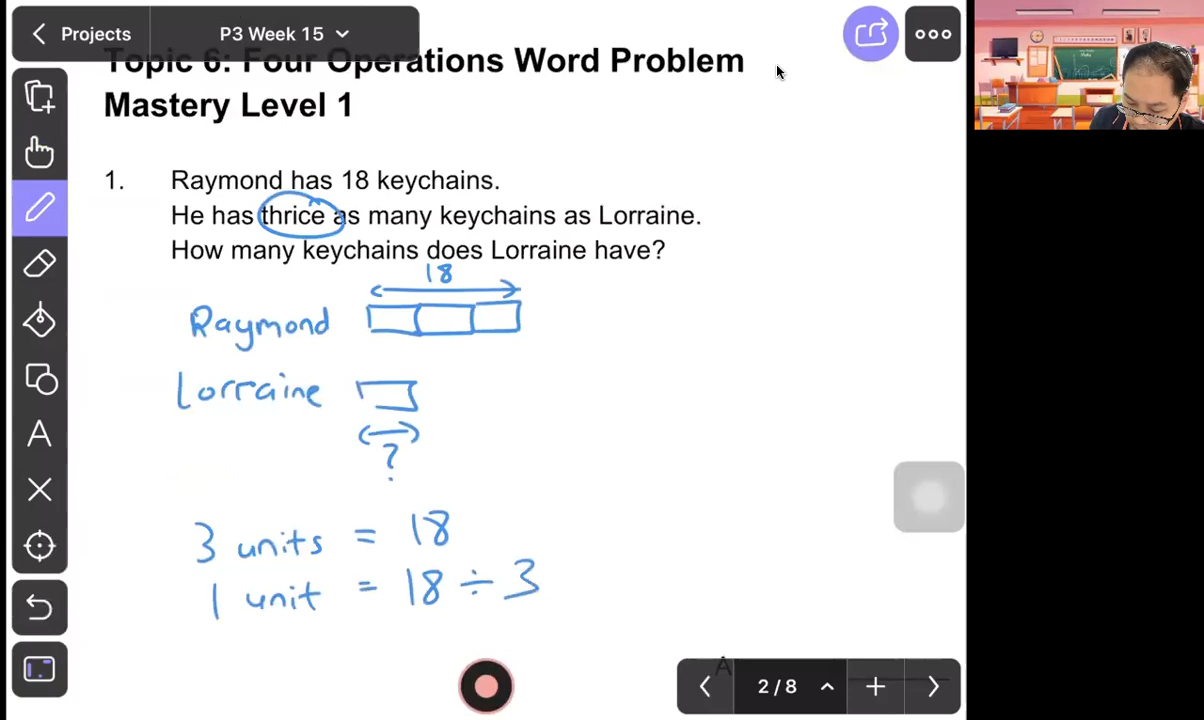 Projects
P3 Week 15
Topic 6: Four Operations Word Problem
Mastery Level 1
1. Raymond has 18 keychains.
He has thrice as many keychains as Lorraine.
How many keychains does Lorraine have?
18
Raymond
Lorraine
?
3 units = 18
1 unit = 18 ÷ 3
A
2 / 8